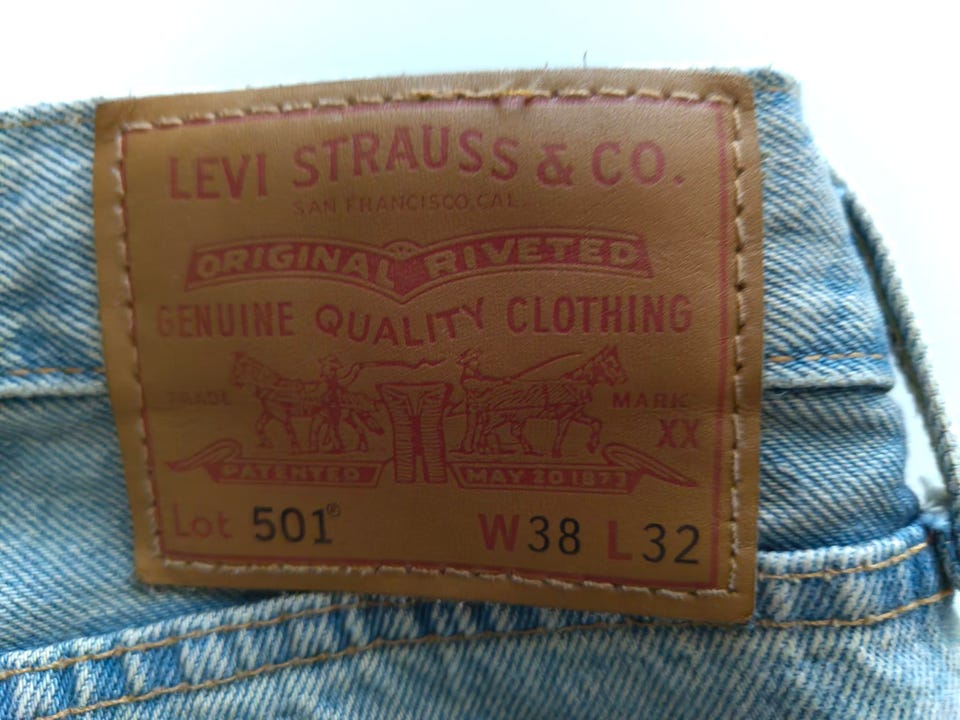 LEVI STRAUSS & CO.
SAN FRANCISCO, CAL.
ORIGINAL RIVETED
GENUINE QUALITY CLOTHING
TRADE MARK
XX
PATENTED MAY 20 1873
Lot 501® W38 L32